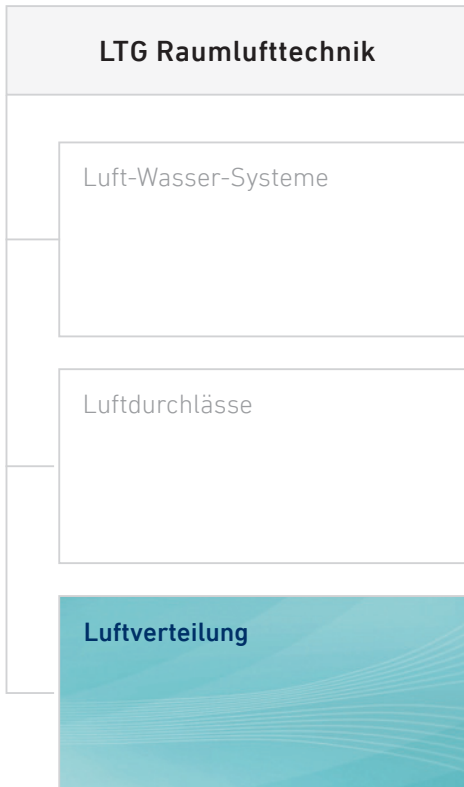 LTG Raumlufttechnik
Luft-Wasser-Systeme
Luftdurchlässe
Luftverteilung